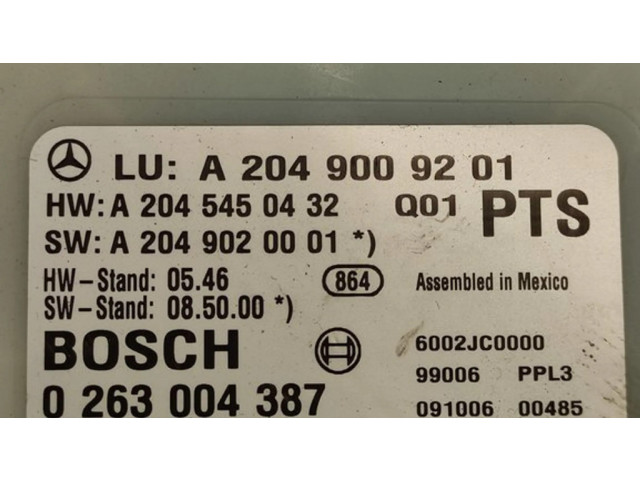 LU: A 204 900 92 01
HW: A 204 545 04 32 Q01 PTS
SW: A 204 902 00 01 *)
HW-Stand: 05.46 864 Assembled in Mexico
SW-Stand: 08.50.00 *)
BOSCH 6002JC0000
99006 PPL3
0 263 004 387 091006 00485